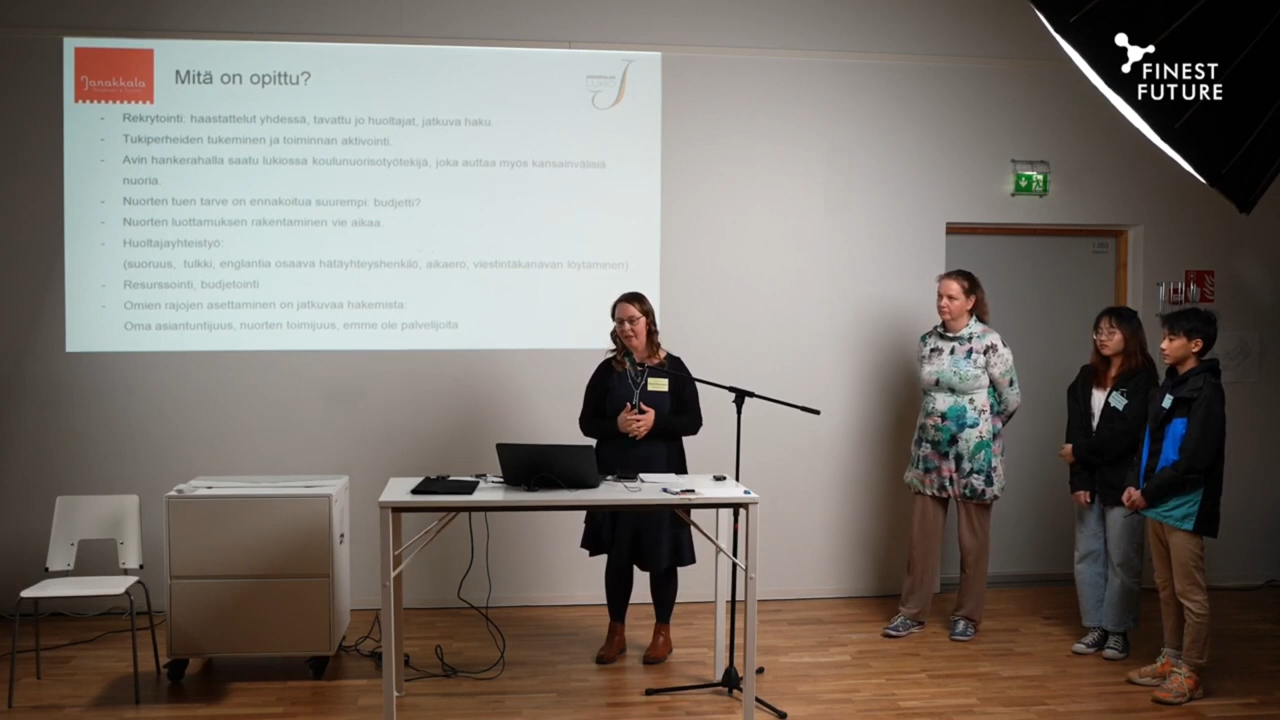 Janakkala
Mitä on opittu?
LUKIO
J
FINEST
FUTURE
- Rekrytointi: haastattelut yhdessä, tavattu jo huoltajat, jatkuva haku.
- Tukiperheiden tukeminen ja toiminnan aktivointi.
- Avin hankerahalla saatu lukiossa koulunuorisotyötekijä, joka auttaa myös kansainvälisiä
nuoria.
- Nuorten tuen tarve on ennakoitua suurempi: budjetti?
- Nuorten luottamuksen rakentaminen vie aikaa.
- Huoltajayhteistyö:
(suoruus, tulkki, englantia osaava hätäyhteyshenkilö, aikaero, viestintäkanavan löytäminen)
- Resurssointi, budjetointi
- Omien rajojen asettaminen on jatkuvaa hakemista:
Oma asiantuntijuus, nuorten toimijuus, emme ole palvelijoita